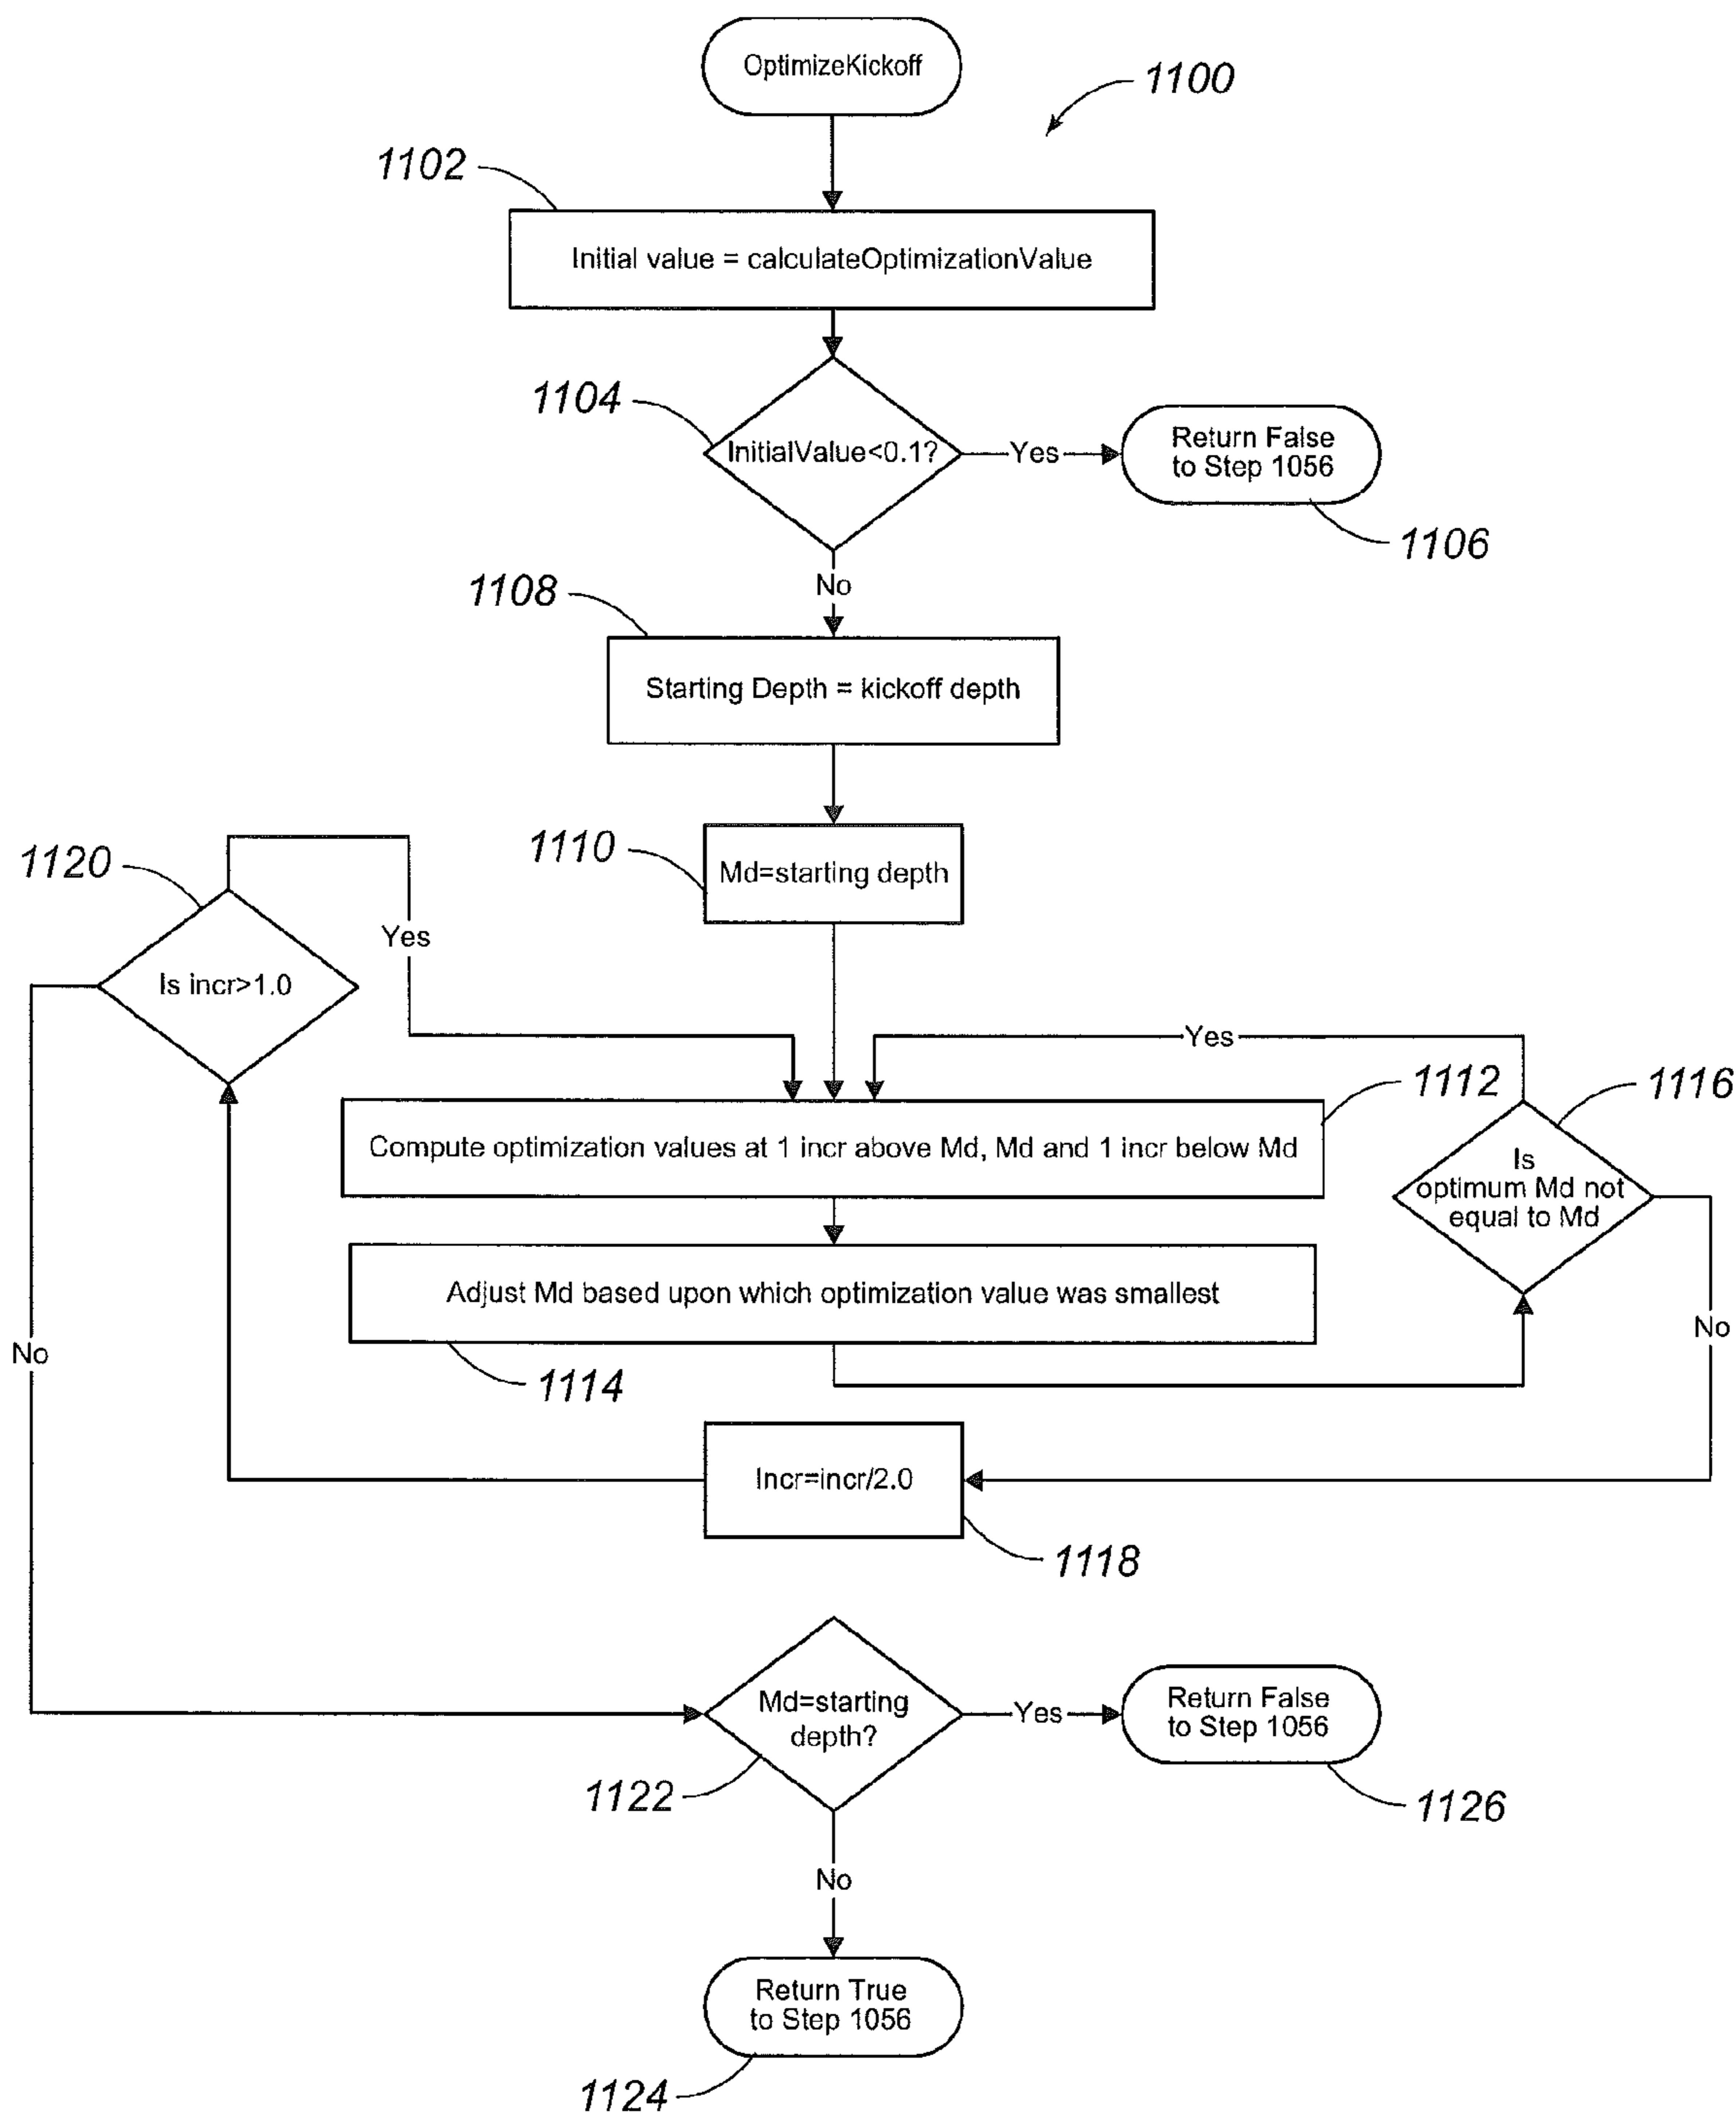 OptimizeKickoff
1100
1102
Initial value = calculateOptimizationValue
1104
InitialValue<0.1?
Yes
Return False
to Step 1056
1106
No
1108
Starting Depth = kickoff depth
1110
Md=starting depth
1120
Is incr>1.0
Yes
Yes
1112
1116
Compute optimization values at 1 incr above Md, Md and 1 incr below Md
Is
optimum Md not
equal to Md
Adjust Md based upon which optimization value was smallest
No
No
1114
Incr=incr/2.0
1118
Md=starting
depth?
Yes
Return False
to Step 1056
1122
1126
No
Return True
to Step 1056
1124